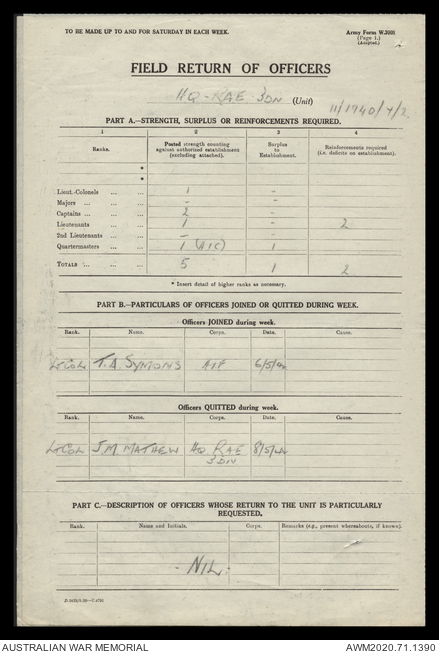 TO BE MADE UP TO AND FOR SATURDAY IN EACH WEEK.
Army Form W.3008
(Page 1.)
(Adapted.)
FIELD RETURN OF OFFICERS
HQ - RAE - 3DN (Unit)
11/1740/4/2
PART A.—STRENGTH, SURPLUS OR REINFORCEMENTS REQUIRED.
1 2 3 4
Ranks. Posted strength counting against authorized establishment (excluding attached). Surplus to Establishment. Reinforcements required (i.e. deficits on establishment).
*
*
Lieut.-Colonels ... ... 1 -
Majors ... ... - -
Captains ... ... 2 -
Lieutenants ... ... 1 - 2
2nd Lieutenants ... ... — -
Quartermasters ... ... 1 (AIC) 1
TOTALS ... ... 5 1 2
* Insert detail of higher ranks as necessary.
PART B.—PARTICULARS OF OFFICERS JOINED OR QUITTED DURING WEEK.
Officers JOINED during week.
Rank. Name. Corps. Date. Cause.
Lt Col T.A. SYMONS AIF 6/5/42
Officers QUITTED during week.
Rank. Name. Corps. Date. Cause.
Lt Col J.M. MATHEW HQ RAE 8/5/42
3DN
PART C.—DESCRIPTION OF OFFICERS WHOSE RETURN TO THE UNIT IS PARTICULARLY
REQUESTED.
Rank. Name and Initials. Corps. Remarks (e.g., present whereabouts, if known).
- NIL -
AUSTRALIAN WAR MEMORIAL AWM2020.71.1390